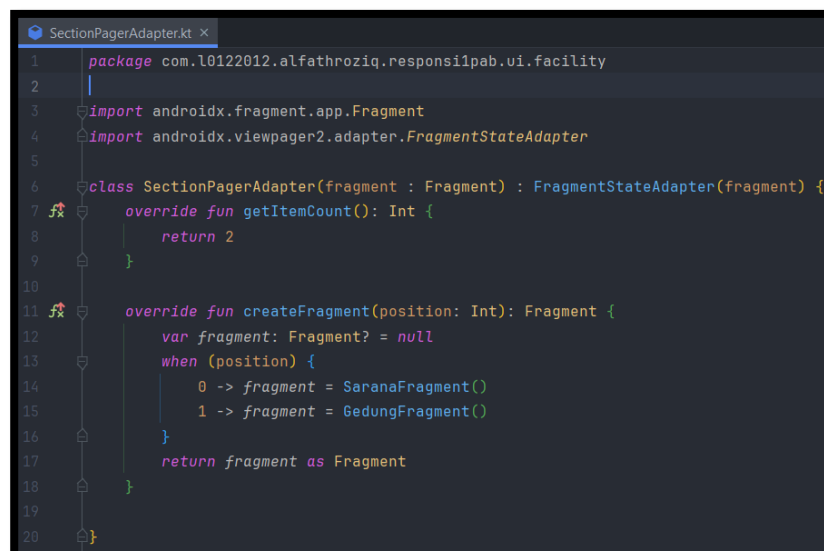 SectionPagerAdapter.kt ×
1 package com.l0122012.alfathroziq.responsi1pab.ui.facility
2
3 import androidx.fragment.app.Fragment
4 import androidx.viewpager2.adapter.FragmentStateAdapter
5
6 class SectionPagerAdapter(fragment : Fragment) : FragmentStateAdapter(fragment) {
7 override fun getItemCount(): Int {
8 return 2
9 }
10
11 override fun createFragment(position: Int): Fragment {
12 var fragment: Fragment? = null
13 when (position) {
14 0 -> fragment = SaranaFragment()
15 1 -> fragment = GedungFragment()
16 }
17 return fragment as Fragment
18 }
19
20 }